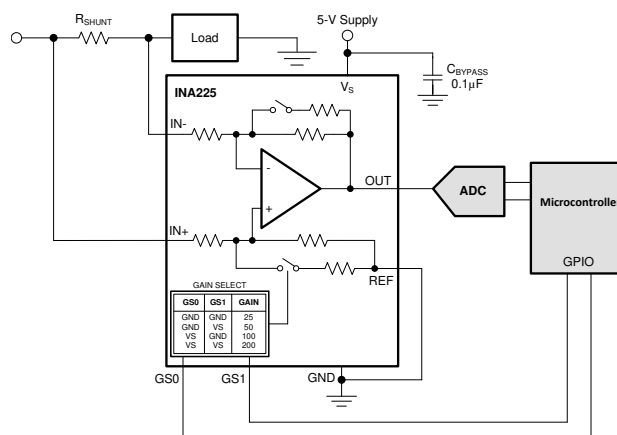 5-V Supply
RSHUNT
Load
CBYPASS
0.1µF
VS
INA225
IN-
-
OUT
ADC
Microcontroller
+
IN+
GPIO
REF
GAIN SELECT
GS0 GS1 GAIN
GND GND 25
GND VS 50
VS GND 100
VS VS 200
GS0
GS1
GND